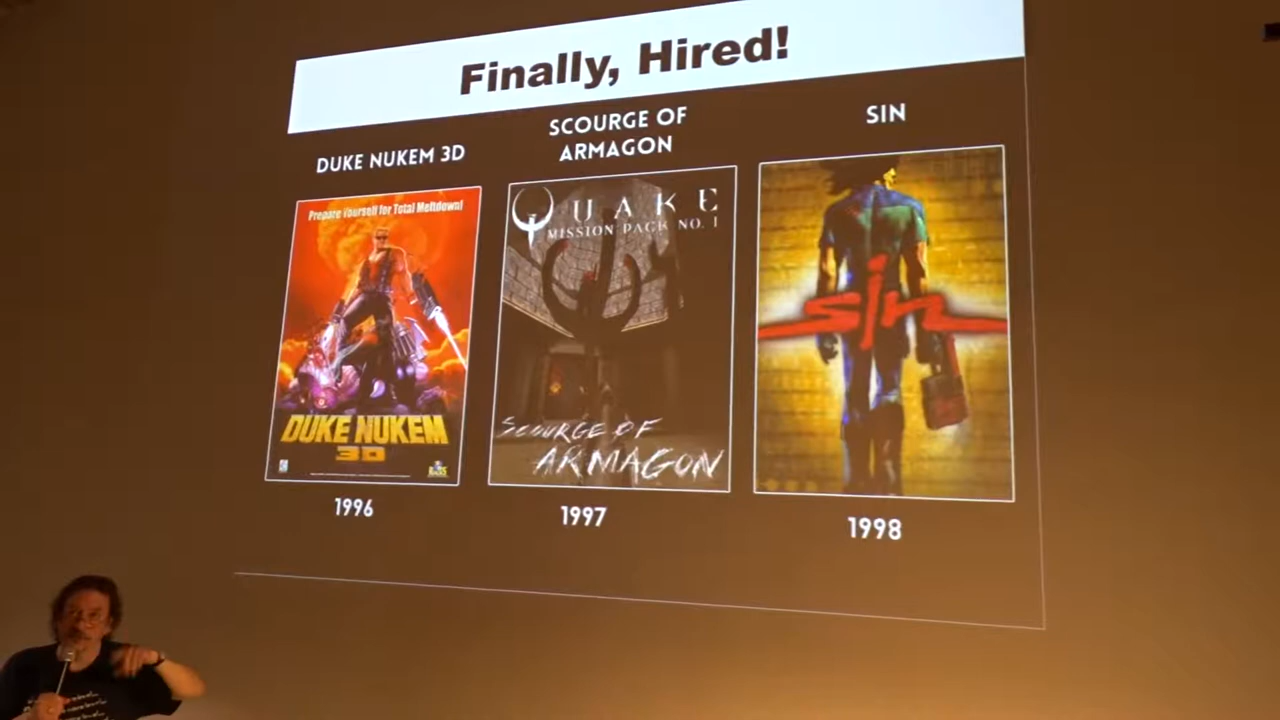 Finally, Hired!
DUKE NUKEM 3D
SCOURGE OF
ARMAGON
SIN
Prepare Yourself for Total Meltdown!
DUKE NUKEM
3D
QUAKE
MISSION PACK NO. 1
SCOURGE OF
ARMAGON
sin
1996
1997
1998